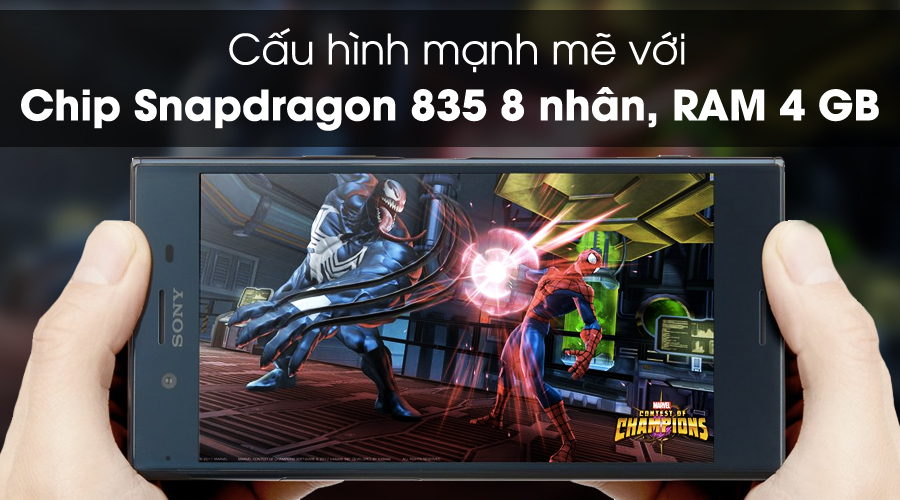 Cấu hình mạnh mẽ với
Chip Snapdragon 835 8 nhân, RAM 4 GB
SONY
MARVEL
CONTEST OF
CHAMPIONS